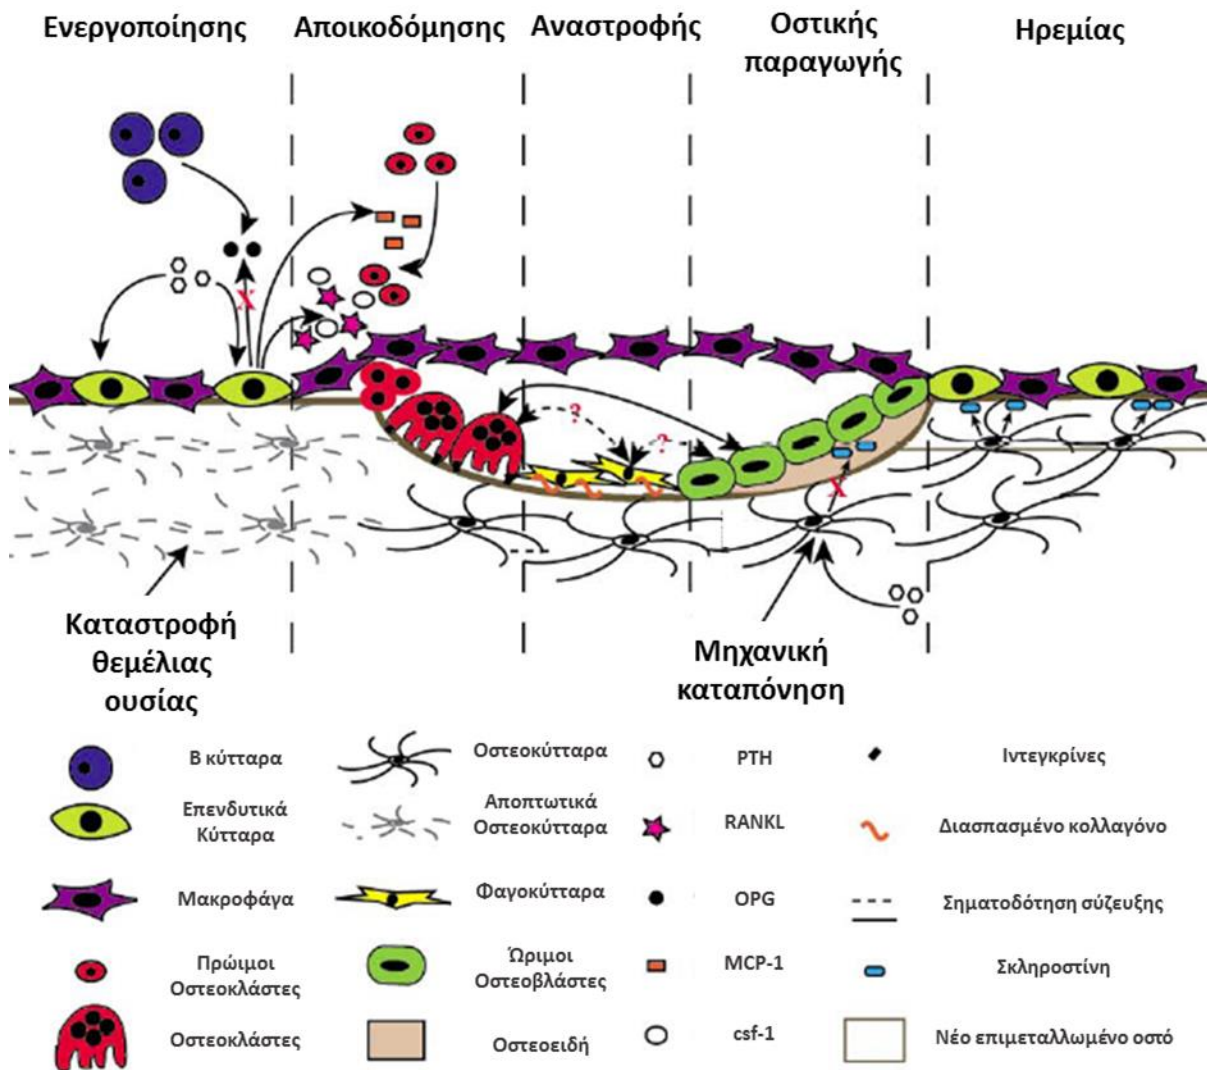 Ενεργοποίησης
Αποικοδόμησης
Αναστροφής
Οστικής
παραγωγής
Ηρεμίας
X
?
?
X
Καταστροφή
θεμέλιας
ουσίας
Μηχανική
καταπόνηση
Β κύτταρα
Οστεοκύτταρα
PTH
Ιντεγκρίνες
Επενδυτικά
Κύτταρα
Αποπτωτικά
Οστεοκύτταρα
RANKL
Διασπασμένο κολλαγόνο
Μακροφάγα
Φαγοκύτταρα
OPG
Σηματοδότηση σύζευξης
Πρώιμοι
Οστεοκλάστες
Ώριμοι
Οστεοβλάστες
MCP-1
Σκληροστίνη
Οστεοκλάστες
Οστεοειδή
csf-1
Νέο επιμεταλλωμένο οστό